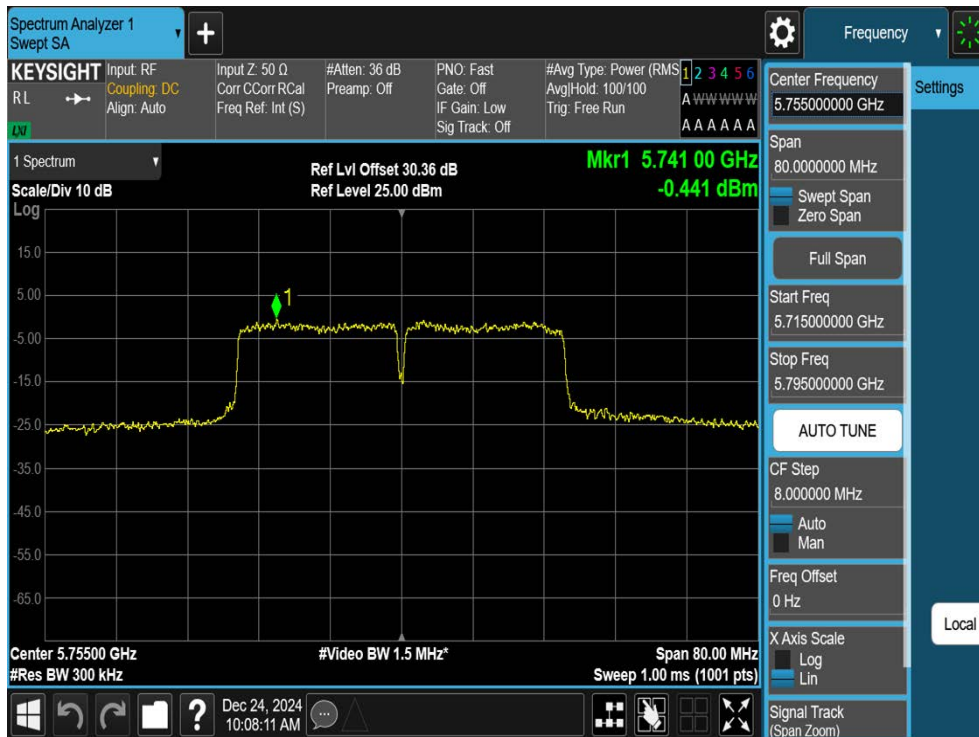 Spectrum Analyzer 1
Swept SA
+
Frequency
KEYSIGHT
RL
LXI
Input: RF
Coupling: DC
Align: Auto
Input Z: 50 Ω
Corr CCorr RCal
Freq Ref: Int (S)
#Atten: 36 dB
Preamp: Off
PNO: Fast
Gate: Off
IF Gain: Low
Sig Track: Off
#Avg Type: Power (RMS
Avg|Hold: 100/100
Trig: Free Run
1 2 3 4 5 6
A W W W W W
A A A A A A
1 Spectrum
Scale/Div 10 dB
Log
Ref Lvl Offset 30.36 dB
Ref Level 25.00 dBm
Mkr1 5.741 00 GHz
-0.441 dBm
15.0
5.00
-5.00
-15.0
-25.0
-35.0
-45.0
-55.0
-65.0
1
Center 5.75500 GHz
#Res BW 300 kHz
#Video BW 1.5 MHz*
Span 80.00 MHz
Sweep 1.00 ms (1001 pts)
?
Dec 24, 2024
10:08:11 AM
Center Frequency
5.755000000 GHz
Span
80.0000000 MHz
Swept Span
Zero Span
Full Span
Start Freq
5.715000000 GHz
Stop Freq
5.795000000 GHz
AUTO TUNE
CF Step
8.000000 MHz
Auto
Man
Freq Offset
0 Hz
X Axis Scale
Log
Lin
Signal Track
(Span Zoom)
Settings
Local